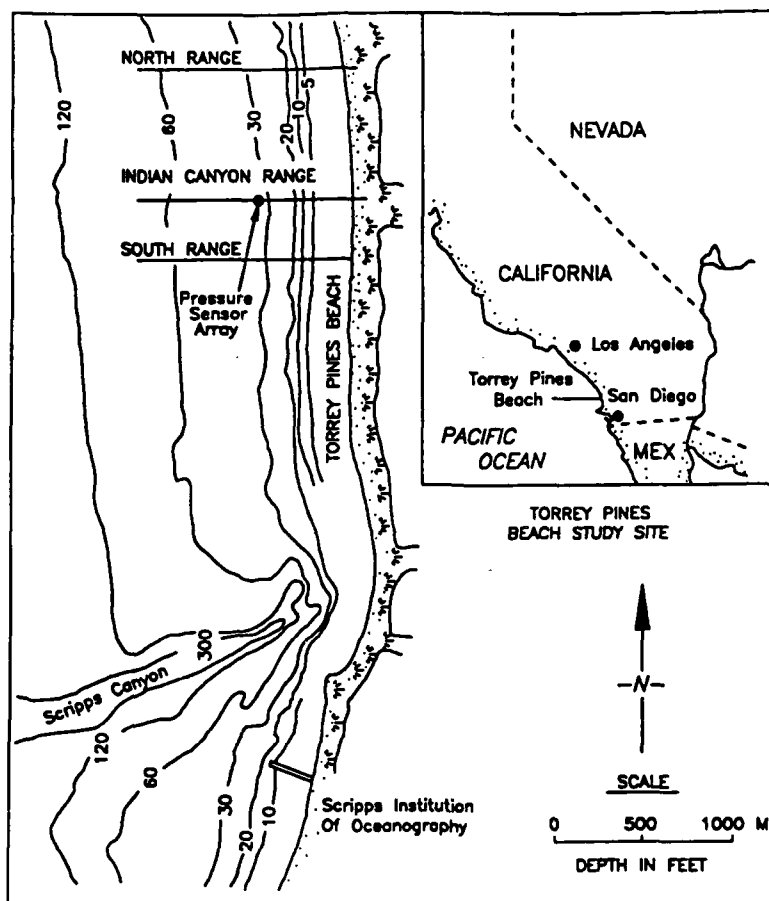 NORTH RANGE
120
60
30
20
10
5
INDIAN CANYON RANGE
SOUTH RANGE
Pressure
Sensor
Array
TORREY PINES BEACH
300
Scripps Canyon
120
60
30
20
10
Scripps Institution
Of Oceanography
NEVADA
CALIFORNIA
Los Angeles
Torrey Pines
Beach
San Diego
PACIFIC
OCEAN
MEX
TORREY PINES
BEACH STUDY SITE
N
SCALE
0 500 1000 M
DEPTH IN FEET